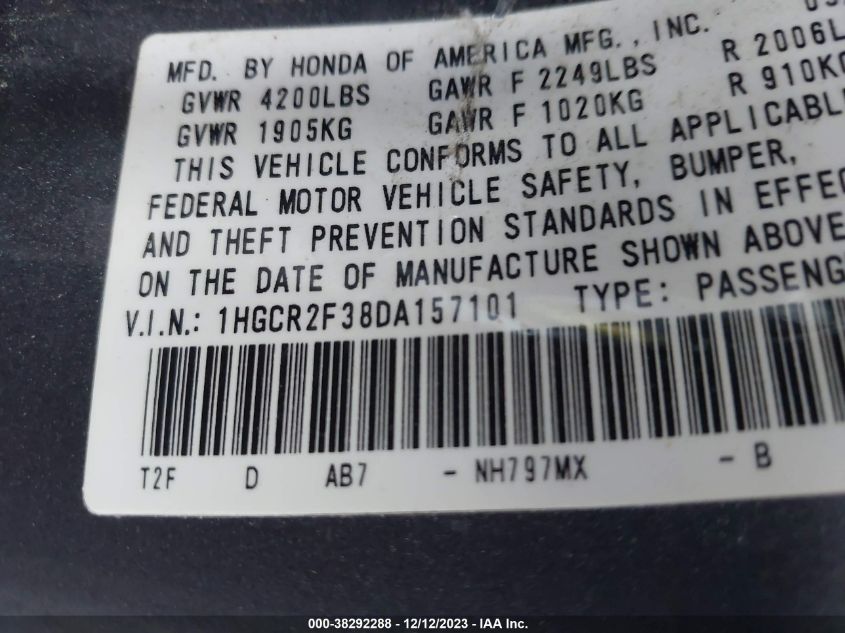 MFD. BY HONDA OF AMERICA MFG., INC.
GVWR 4200LBS GAWR F 2249LBS R 2006L
GVWR 1905KG GAWR F 1020KG R 910KG
THIS VEHICLE CONFORMS TO ALL APPLICABL
FEDERAL MOTOR VEHICLE SAFETY, BUMPER,
AND THEFT PREVENTION STANDARDS IN EFFEC
ON THE DATE OF MANUFACTURE SHOWN ABOVE
V.I.N.: 1HGCR2F38DA157101 TYPE: PASSENG
T2F D AB7 - NH797MX - B
000-38292288 - 12/12/2023 - IAA Inc.